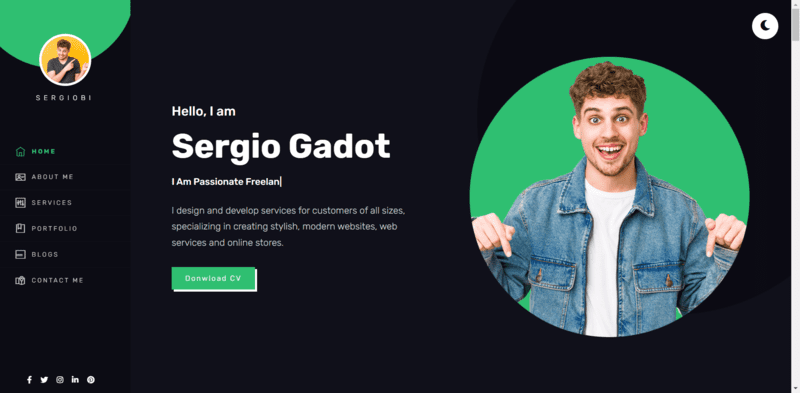 SERGIOBI
HOME
ABOUT ME
SERVICES
PORTFOLIO
BLOGS
CONTACT ME
Hello, I am
Sergio Gadot
I Am Passionate Freelan
I design and develop services for customers of all sizes,
specializing in creating stylish, modern websites, web
services and online stores.
Donwload CV